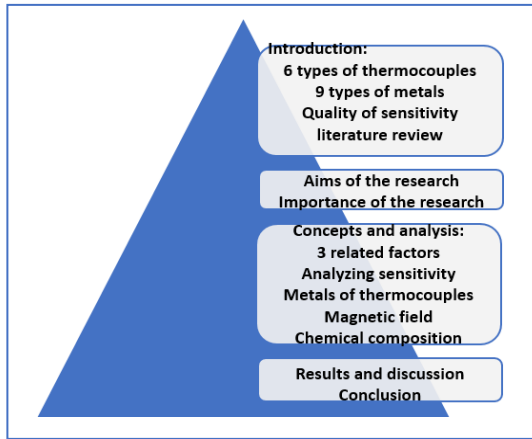 Introduction:
6 types of thermocouples
9 types of metals
Quality of sensitivity
literature review
Aims of the research
Importance of the research
Concepts and analysis:
3 related factors
Analyzing sensitivity
Metals of thermocouples
Magnetic field
Chemical composition
Results and discussion
Conclusion